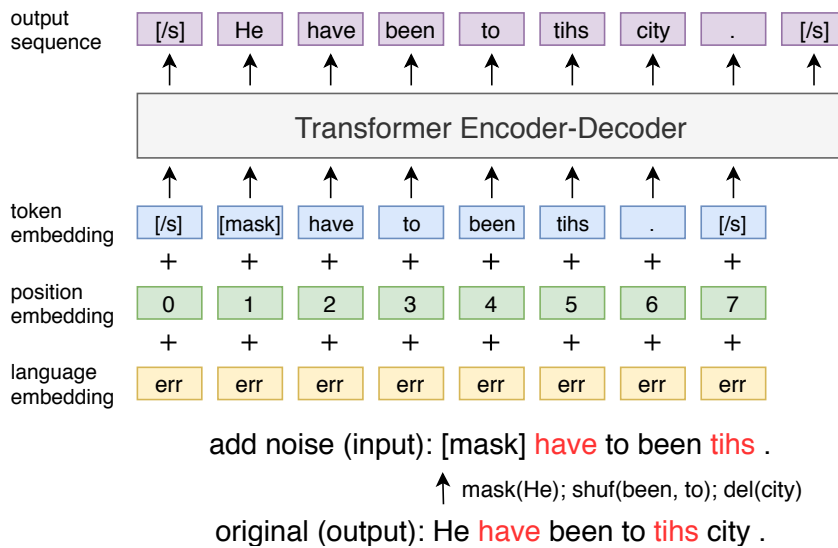 output sequence [/s] He have been to tihs city . [/s]
Transformer Encoder-Decoder
token embedding [/s] [mask] have to been tihs . [/s]
+ + + + + + + +
position embedding 0 1 2 3 4 5 6 7
+ + + + + + + +
language embedding err err err err err err err err
add noise (input): [mask] have to been tihs .
mask(He); shuf(been, to); del(city)
original (output): He have been to tihs city .